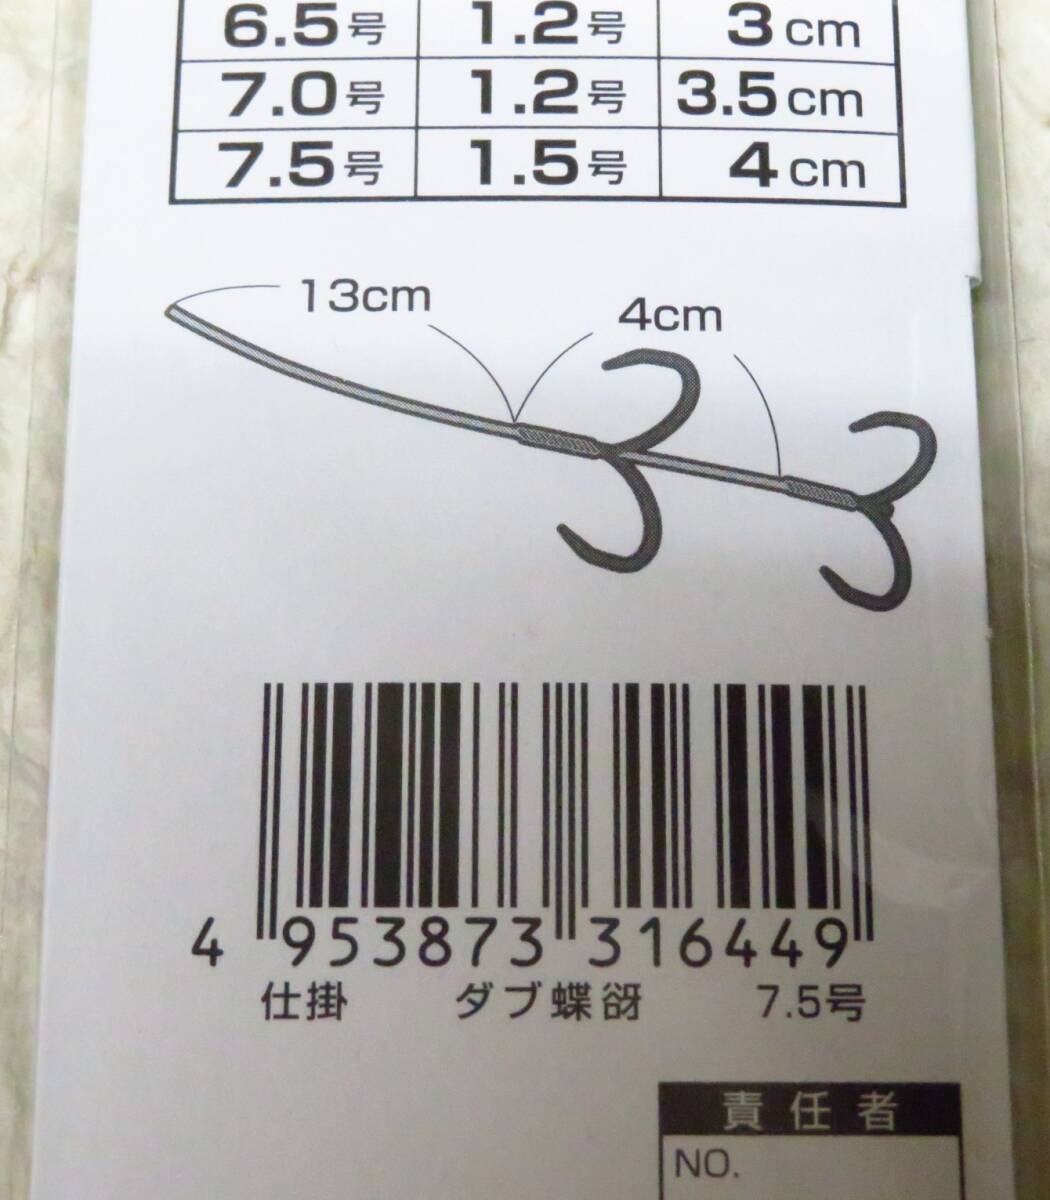 6.5号 1.2号 3cm
7.0号 1.2号 3.5cm
7.5号 1.5号 4cm
13cm
4cm
4 953873 316449
仕掛 ダブ蝶谺 7.5号
責任者
NO.